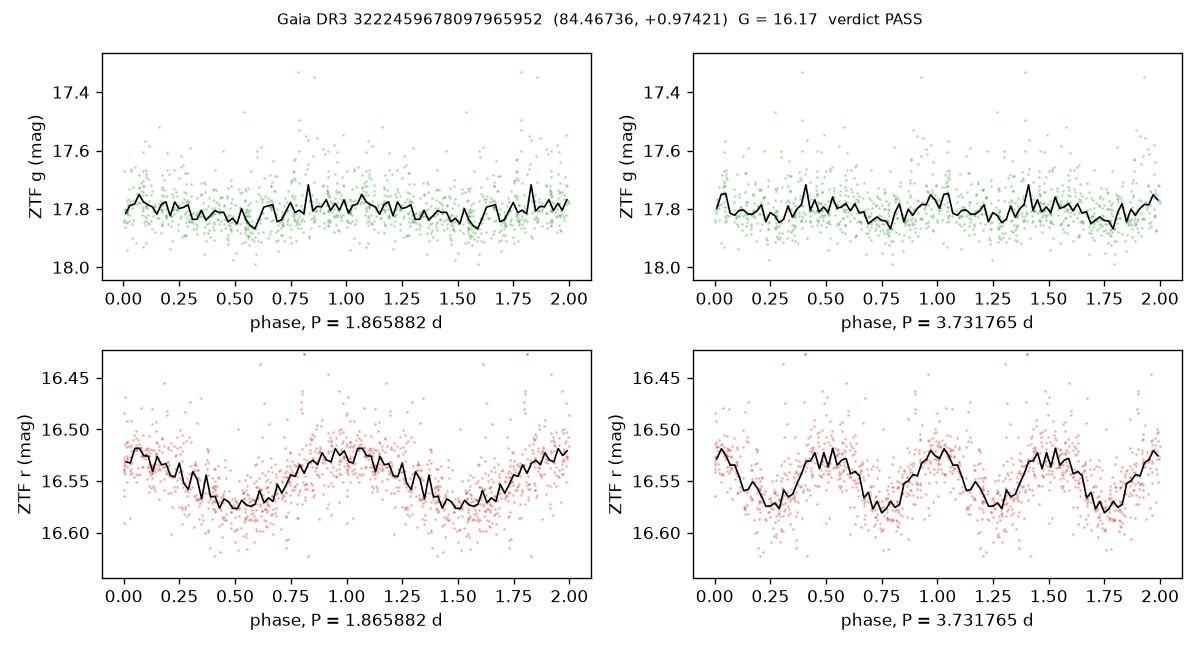 Gaia DR3 3222459678097965952 (84.46736, +0.97421) G = 16.17 verdict PASS
ZTF g (mag)
17.4
17.6
17.8
18.0
0.00 0.25 0.50 0.75 1.00 1.25 1.50 1.75 2.00
phase, P = 1.865882 d
ZTF g (mag)
17.4
17.6
17.8
18.0
0.00 0.25 0.50 0.75 1.00 1.25 1.50 1.75 2.00
phase, P = 3.731765 d
ZTF r (mag)
16.45
16.50
16.55
16.60
0.00 0.25 0.50 0.75 1.00 1.25 1.50 1.75 2.00
phase, P = 1.865882 d
ZTF r (mag)
16.45
16.50
16.55
16.60
0.00 0.25 0.50 0.75 1.00 1.25 1.50 1.75 2.00
phase, P = 3.731765 d